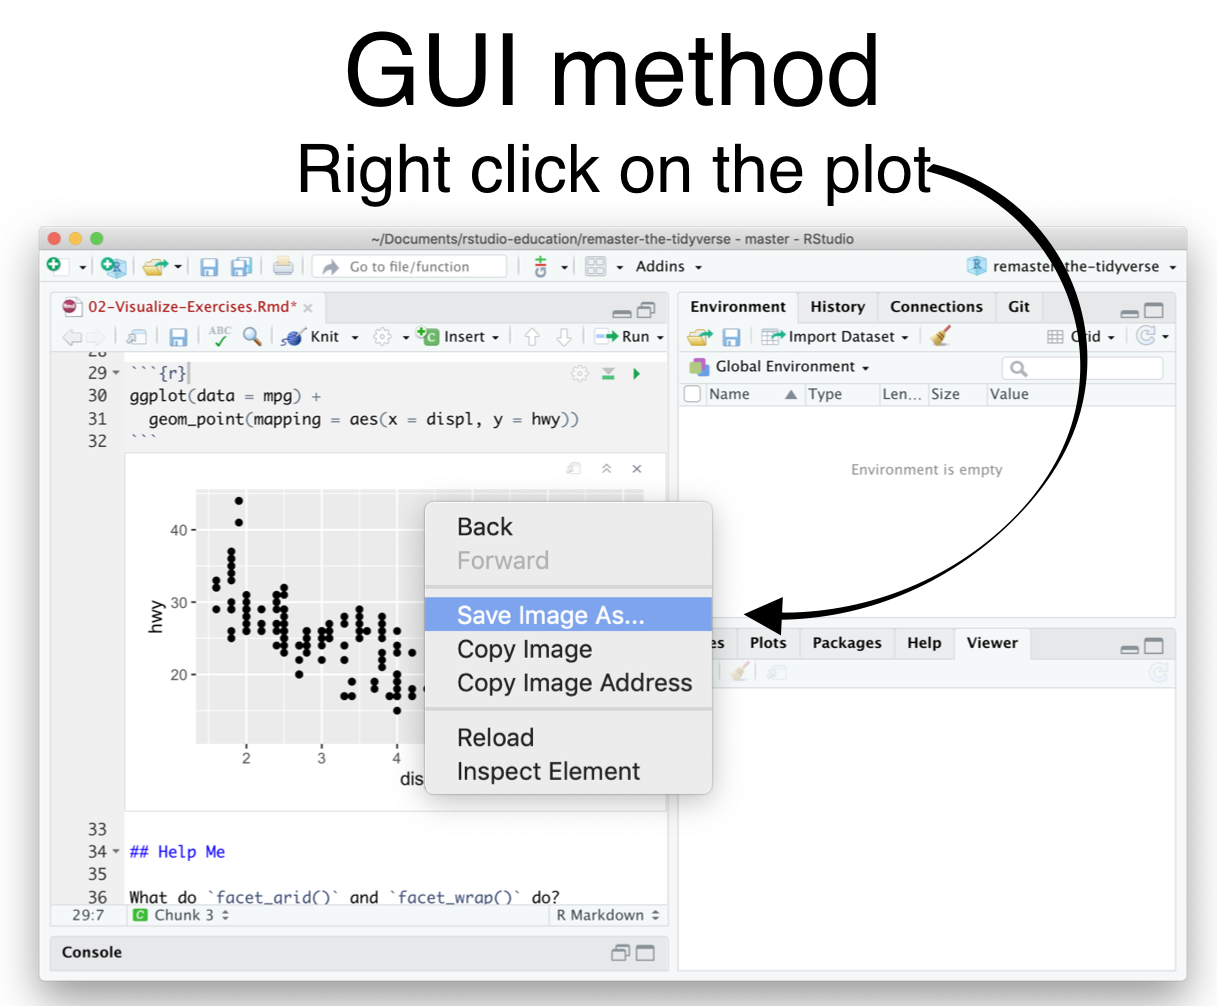 GUI method
Right click on the plot
~/Documents/rstudio-education/remaster-the-tidyverse - master - RStudio
Go to file/function
Addins
remaster-the-tidyverse
02-Visualize-Exercises.Rmd*
ABC
Knit
Insert
Run
28
29 ```{r}
30 ggplot(data = mpg) +
31 geom_point(mapping = aes(x = displ, y = hwy))
32 ```
hwy
40
30
20
2 3 4
Back
Forward
Save Image As...
Copy Image
Copy Image Address
Reload
Inspect Element
33
34 ## Help Me
35
36 What do `facet_grid()` and `facet_wrap()` do?
29:7 C Chunk 3 R Markdown
Console
Environment History Connections Git
Import Dataset
Grid
Global Environment
Name Type Len... Size Value
Environment is empty
Plots Packages Help Viewer